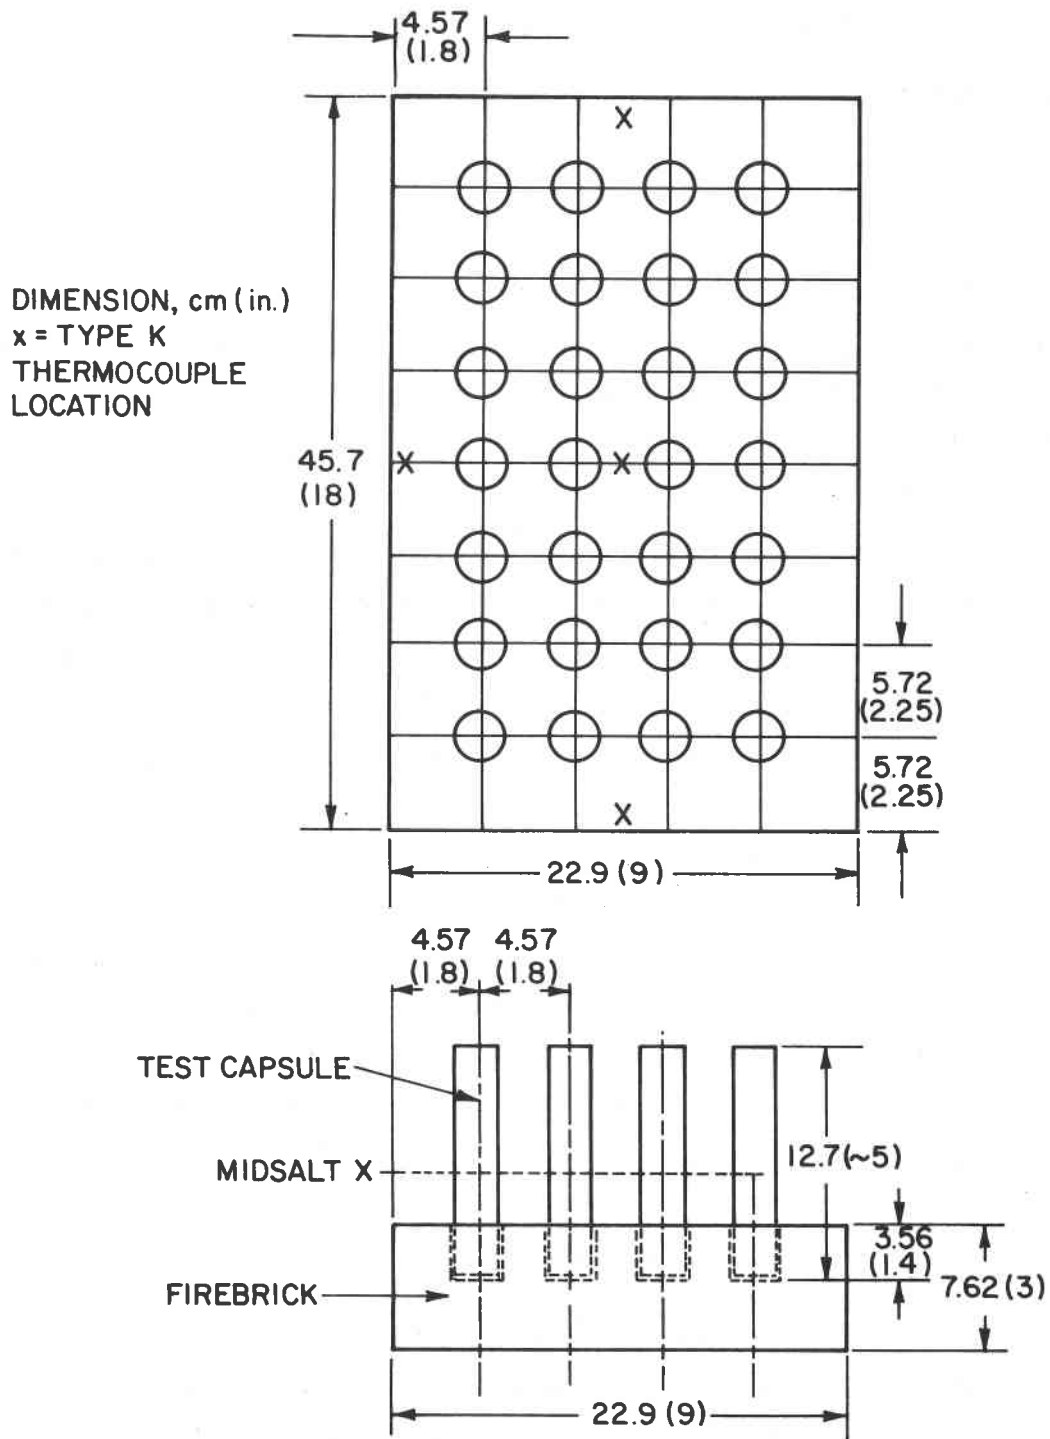 4.57
(1.8)
X
DIMENSION, cm (in.)
x = TYPE K
THERMOCOUPLE
LOCATION
45.7
(18)
X
X
5.72
(2.25)
5.72
(2.25)
X
22.9 (9)
4.57 4.57
(1.8) (1.8)
TEST CAPSULE
MIDSALT X
12.7 (~5)
3.56
(1.4)
7.62 (3)
FIREBRICK
22.9 (9)